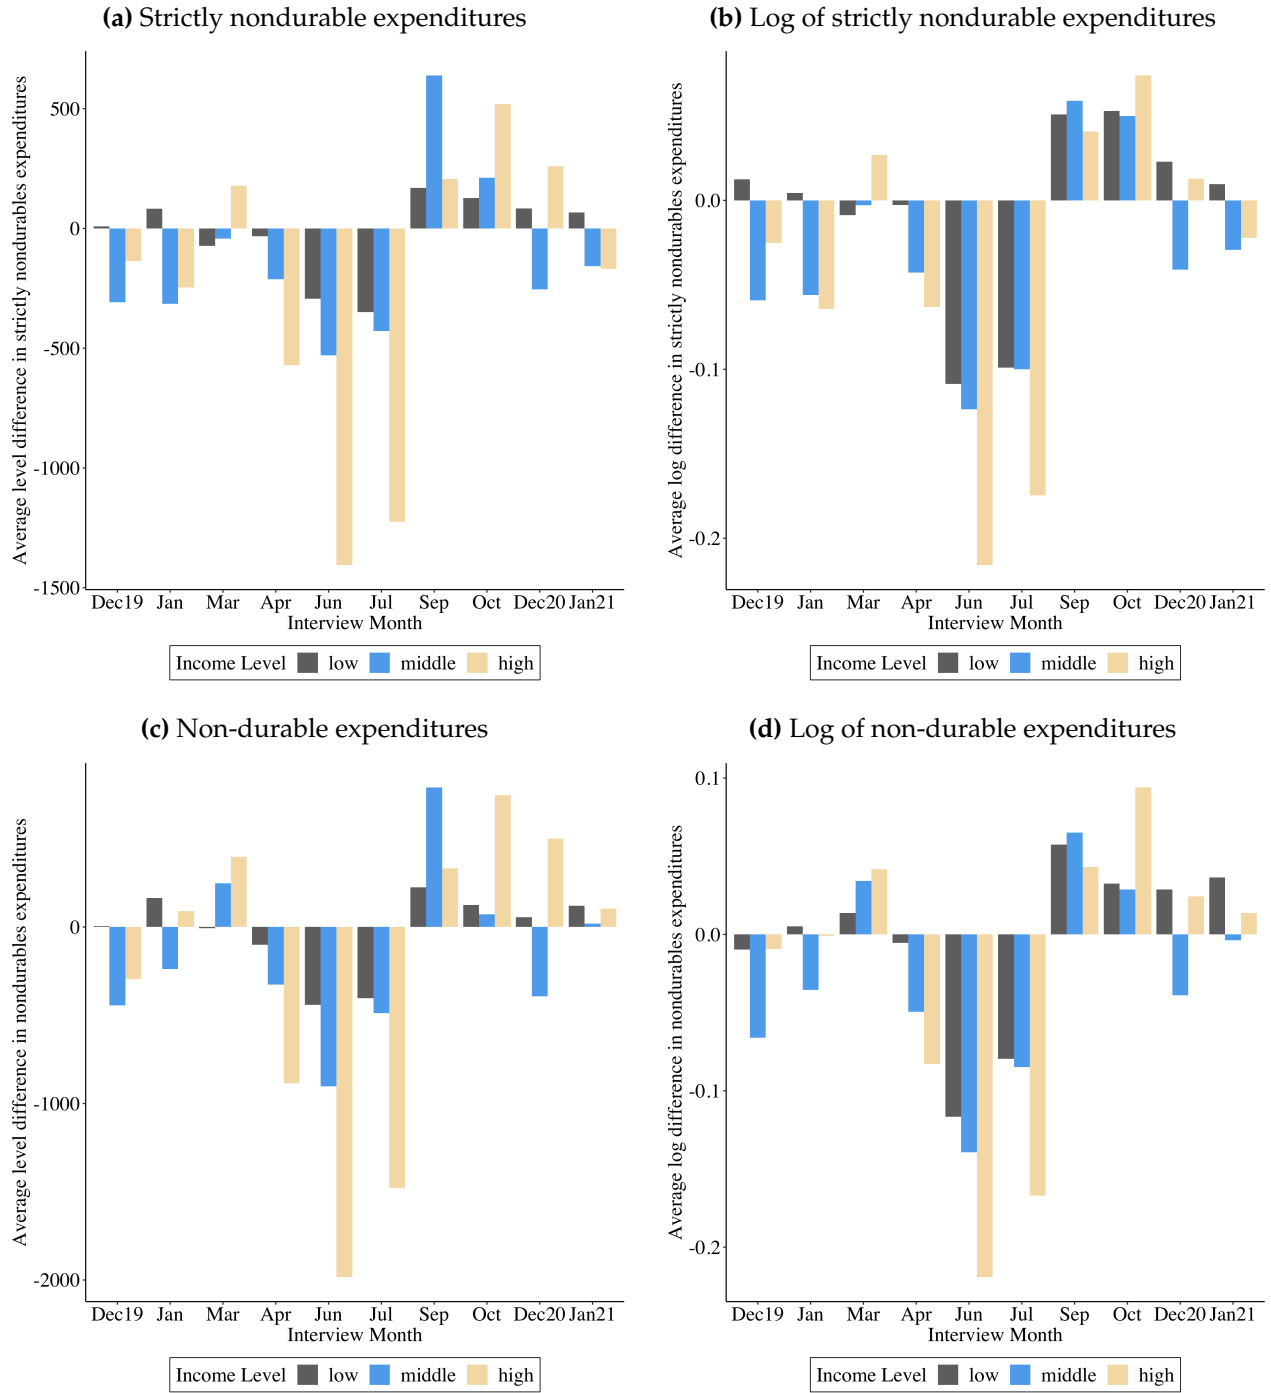 (a) Strictly nondurable expenditures
Average level difference in strictly nondurables expenditures
500
0
-500
-1000
-1500
Dec19 Jan Mar Apr Jun Jul Sep Oct Dec20 Jan21
Interview Month
Income Level low middle high
(b) Log of strictly nondurable expenditures
Average log difference in strictly nondurables expenditures
0.0
-0.1
-0.2
Dec19 Jan Mar Apr Jun Jul Sep Oct Dec20 Jan21
Interview Month
Income Level low middle high
(c) Non-durable expenditures
Average level difference in nondurables expenditures
0
-1000
-2000
Dec19 Jan Mar Apr Jun Jul Sep Oct Dec20 Jan21
Interview Month
Income Level low middle high
(d) Log of non-durable expenditures
Average log difference in nondurables expenditures
0.1
0.0
-0.1
-0.2
Dec19 Jan Mar Apr Jun Jul Sep Oct Dec20 Jan21
Interview Month
Income Level low middle high